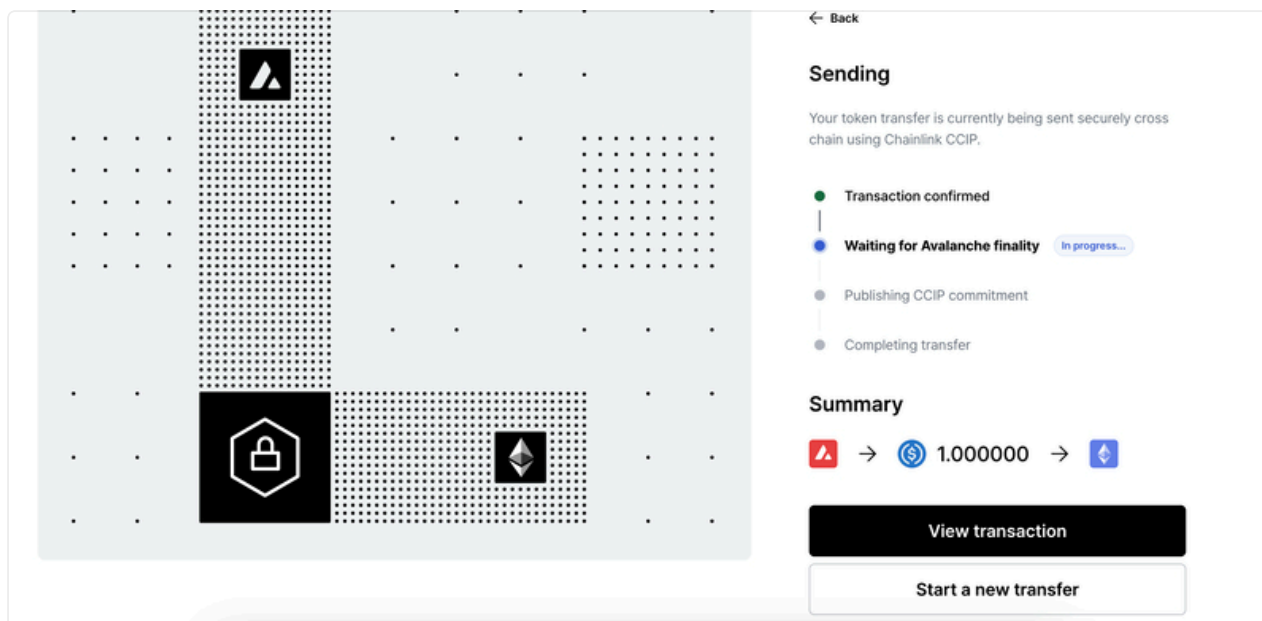 Back
Sending
Your token transfer is currently being sent securely cross
chain using Chainlink CCIP.
Transaction confirmed
Waiting for Avalanche finality In progress...
Publishing CCIP commitment
Completing transfer
Summary
1.000000
View transaction
Start a new transfer